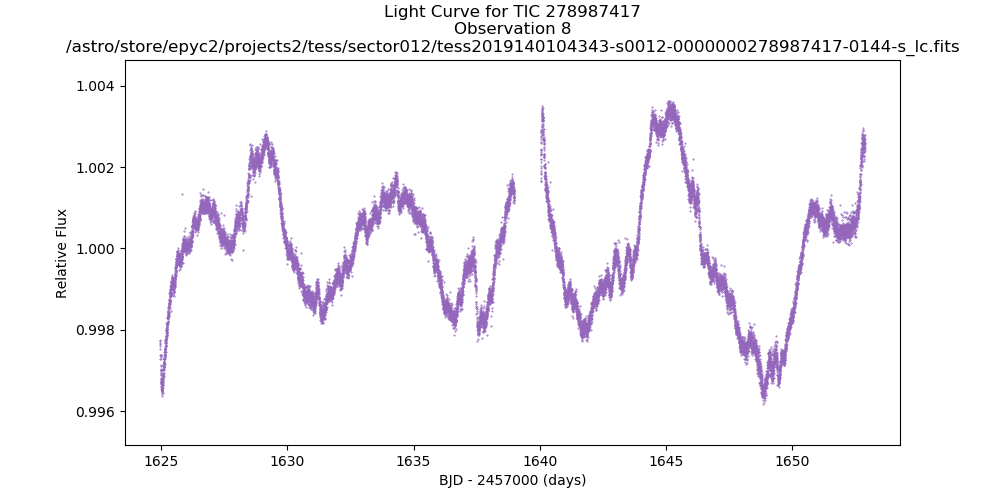 Light Curve for TIC 278987417
Observation 8
/astro/store/epyc2/projects2/tess/sector012/tess2019140104343-s0012-0000000278987417-0144-s_lc.fits
1.004
1.002
1.000
0.998
0.996
Relative Flux
1625
1630
1635
1640
1645
1650
BJD - 2457000 (days)